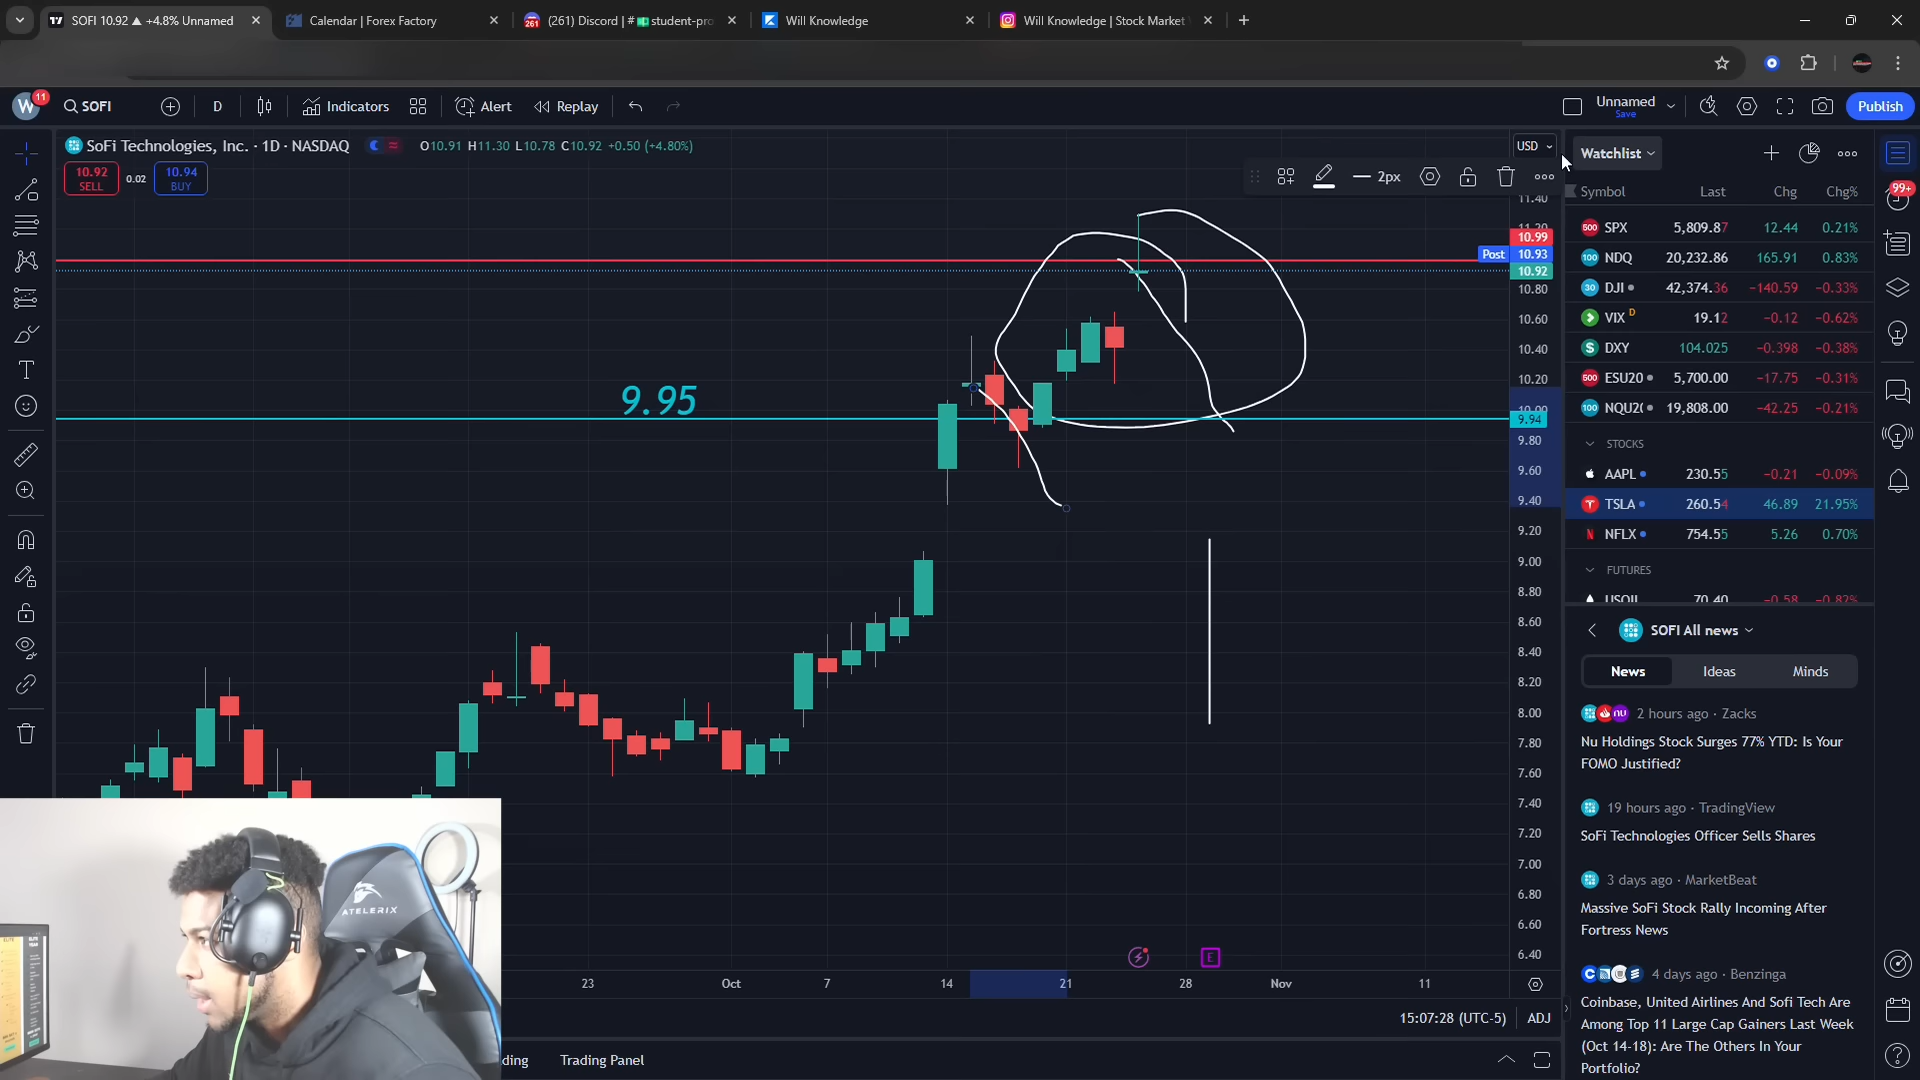 SOFI 10.92 ▲ +4.8% Unnamed
Calendar | Forex Factory
(261) Discord | #
student-pro
Will Knowledge
Will Knowledge | Stock Market
W
11
SOFI
D
Indicators
Alert
Replay
Unnamed
Save
Publish
SoFi Technologies, Inc. · 1D · NASDAQ
O10.91 H11.30 L10.78 C10.92 +0.50 (+4.80%)
10.92
SELL
0.02
10.94
BUY
USD
2px
11.40
10.99
Post 10.93
10.92
10.80
10.60
10.40
10.20
9.95
9.94
9.80
9.60
9.40
9.20
9.00
8.80
8.60
8.40
8.20
8.00
7.80
7.60
7.40
7.20
7.00
6.80
6.60
6.40
E
23 Oct 7 14 21 28 Nov 11
15:07:28 (UTC-5) ADJ
ding Trading Panel
ATELERIX
Watchlist
Symbol Last Chg Chg%
99+
SPX 5,809.87 12.44 0.21%
NDQ 20,232.86 165.91 0.83%
DJI 42,374.36 −140.59 −0.33%
VIX D 19.12 −0.12 −0.62%
DXY 104.025 −0.398 −0.38%
ESU20 5,700.00 −17.75 −0.31%
NQU2( 19,808.00 −42.25 −0.21%
STOCKS
AAPL 230.55 −0.21 −0.09%
TSLA 260.54 46.89 21.95%
NFLX 754.55 5.26 0.70%
FUTURES
USOIL 70.40 −0.58 −0.82%
SOFI All news
News Ideas Minds
2 hours ago · Zacks
Nu Holdings Stock Surges 77% YTD: Is Your
FOMO Justified?
19 hours ago · TradingView
SoFi Technologies Officer Sells Shares
3 days ago · MarketBeat
Massive SoFi Stock Rally Incoming After
Fortress News
4 days ago · Benzinga
Coinbase, United Airlines And Sofi Tech Are
Among Top 11 Large Cap Gainers Last Week
(Oct 14-18): Are The Others In Your
Portfolio?